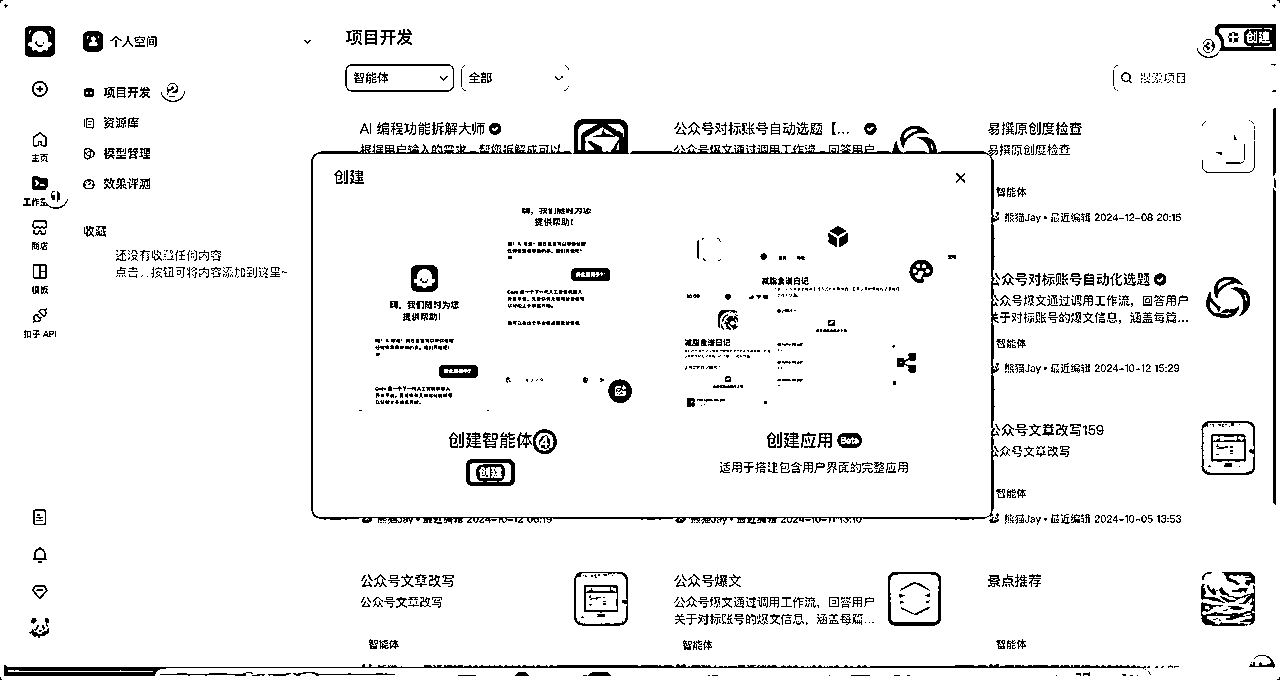 个人空间
项目开发
资源库
模型管理
效果评测
收藏
还没有收藏任何内容
点击...按钮可将内容添加到这里~
主页
商店
模板
扣子 API
项目开发
智能体
全部
创建
搜索项目
AI 编程功能拆解大师
根据用户输入的需求，帮您拆解成可以
公众号对标账号自动选题【...
公众号爆文通过调用工作流，回答用户
易撰原创度检查
易撰原创度检查
智能体
熊猫Jay • 最近编辑 2024-12-08 20:15
公众号对标账号自动化选题
公众号爆文通过调用工作流，回答用户
关于对标账号的爆文信息，涵盖每篇...
智能体
熊猫Jay • 最近编辑 2024-10-12 15:29
公众号文章改写159
公众号文章改写
智能体
熊猫Jay • 最近编辑 2024-10-05 13:53
创建
嗨，我们随时为您
提供帮助！
嗨，我们随时为您
提供帮助！
减脂食谱日记
减脂食谱日记
创建智能体
4
创建
创建应用 Beta
适用于搭建包含用户界面的完整应用
熊猫Jay • 最近编辑 2024-10-12 06:19
熊猫Jay • 最近编辑 2024-10-11 13:10
公众号文章改写
公众号文章改写
智能体
公众号爆文
公众号爆文通过调用工作流，回答用户
关于对标账号的爆文信息，涵盖每篇...
智能体
景点推荐
智能体